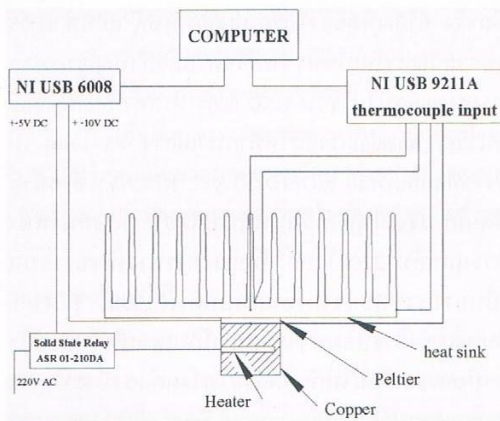 COMPUTER
NI USB 6008
NI USB 9211A
thermocouple input
+-5V DC
+-10V DC
Solid State Relay
ASR 01-210DA
220V AC
heat sink
Peltier
Heater
Copper